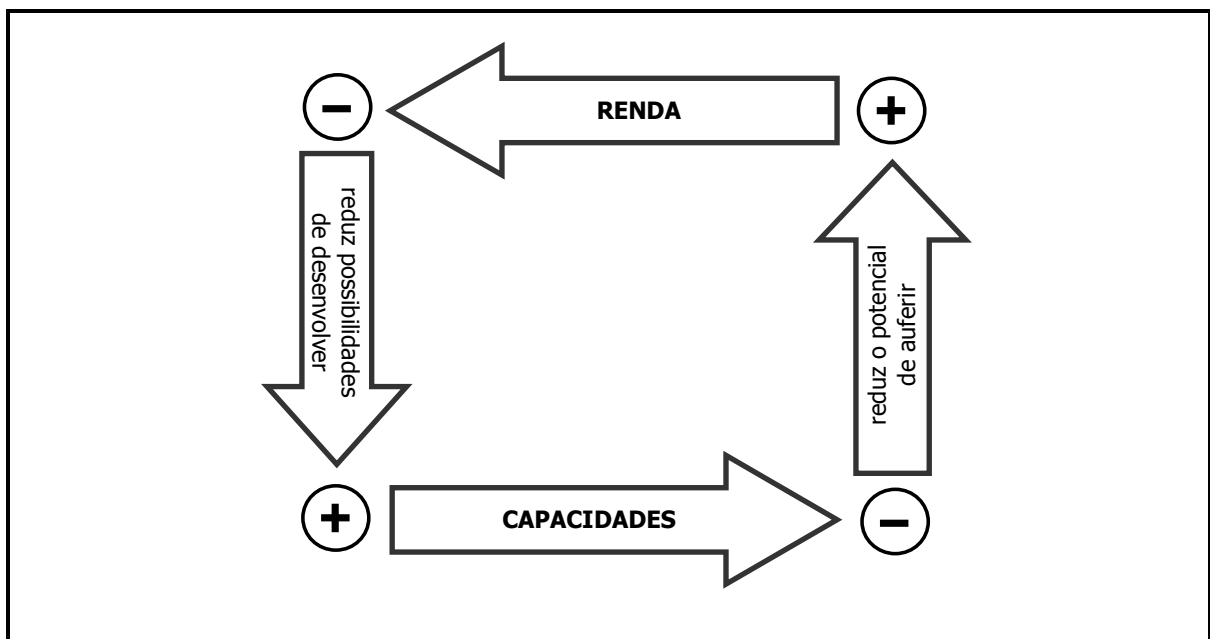 −
RENDA
+
reduz possibilidades
de desenvolver
reduz o potencial
de auferir
+
CAPACIDADES
−